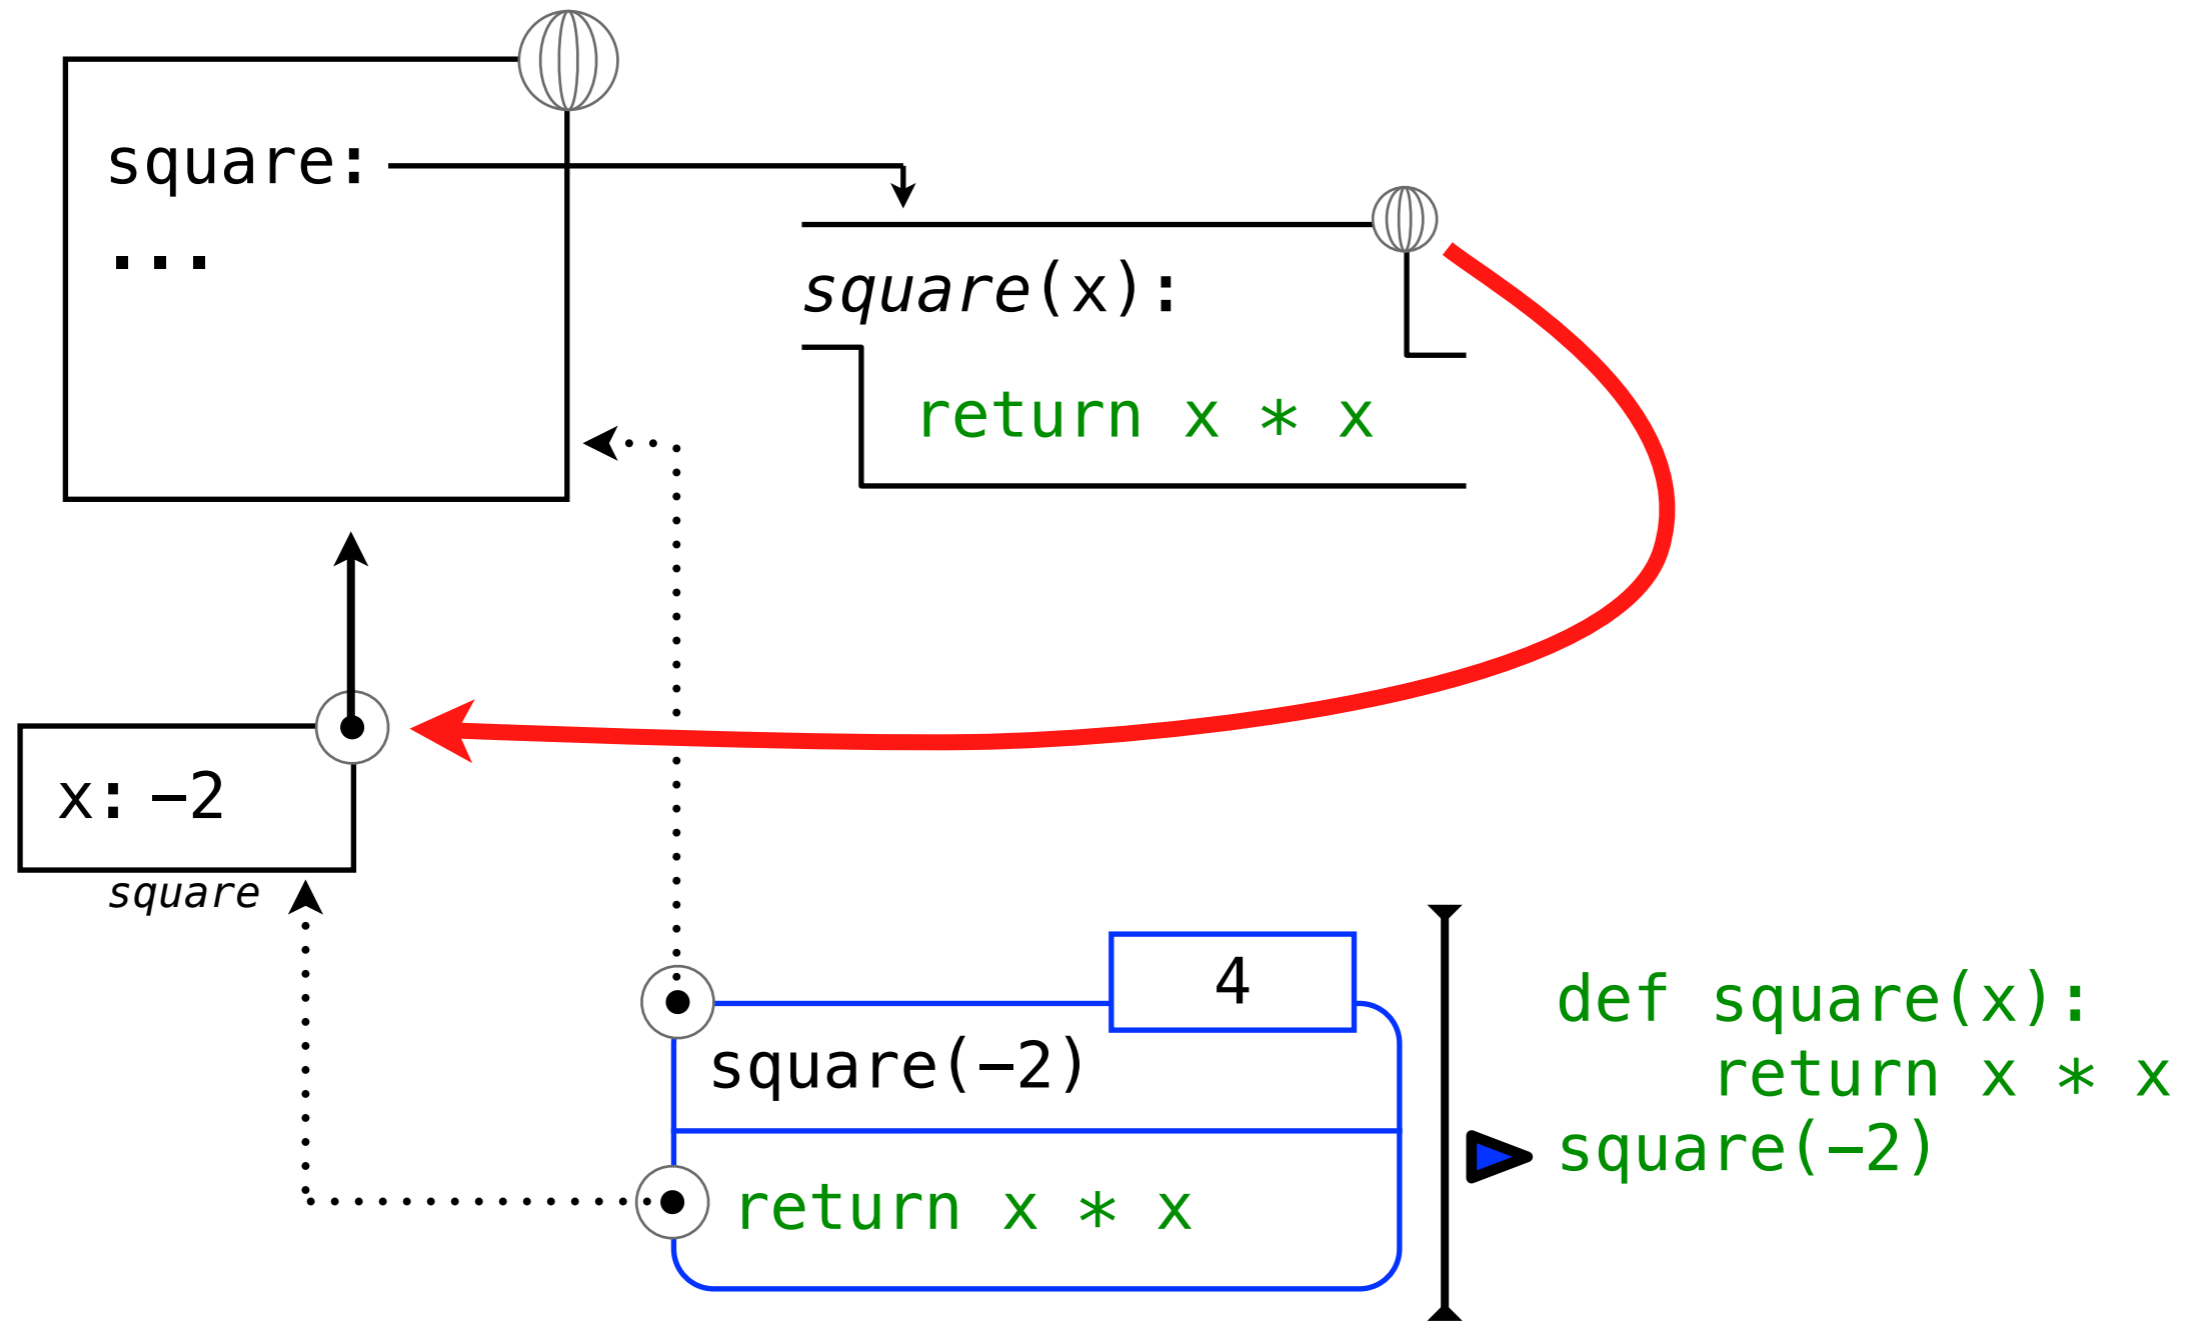 square:
...
square(x):
return x * x
x: −2
square
4
square(−2)
return x * x
def square(x):
    return x * x
square(−2)